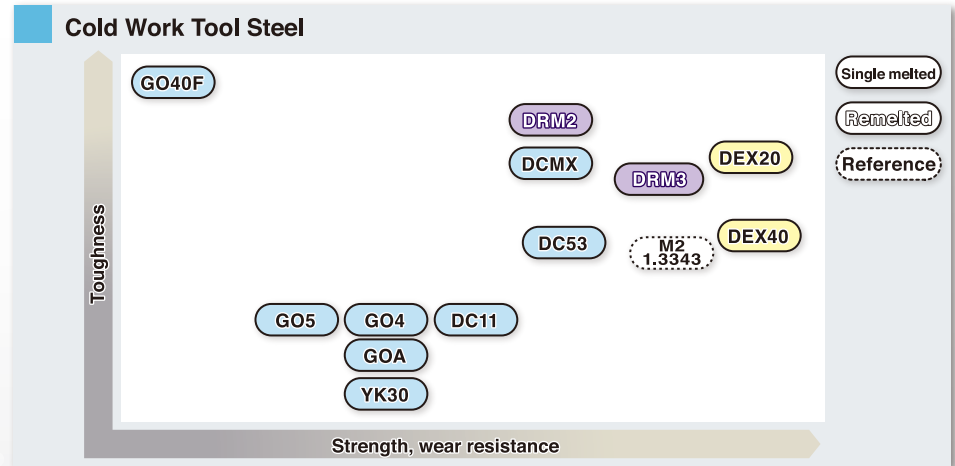 Cold Work Tool Steel
GO40F
Single melted
DRM2
Remelted
DCMX
DEX20
Reference
DRM3
DC53
M2
1.3343
DEX40
Toughness
GO5
GO4
DC11
GOA
YK30
Strength, wear resistance